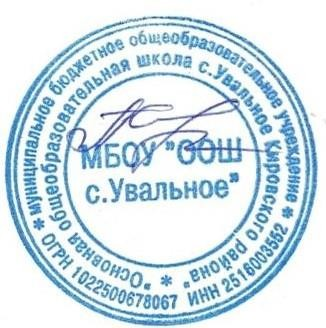 * муниципальное бюджетное общеобразовательное учреждение *
ОГРН 1022500678067 ИНН 2516003552
"Основная общеобразовательная школа с.Увальное Кировского района" *
МБОУ "ООШ
с.Увальное"